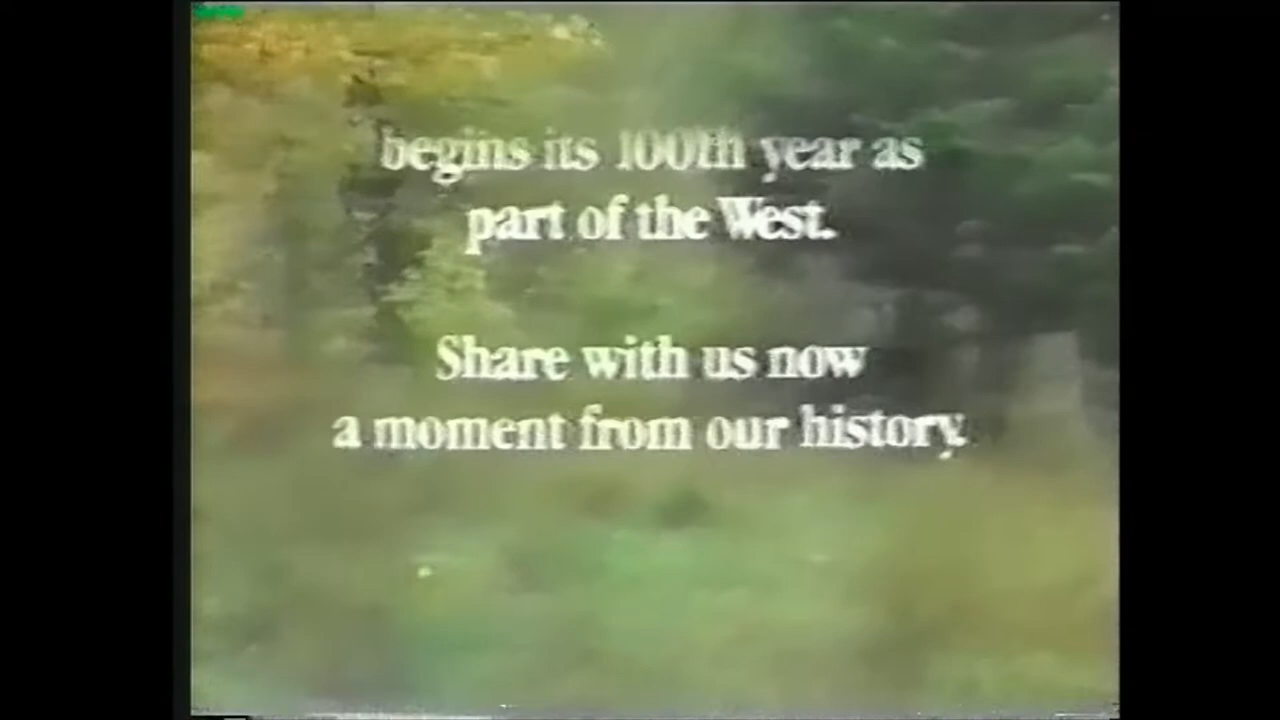 begins its 100th year as
part of the West.
Share with us now
a moment from our history.